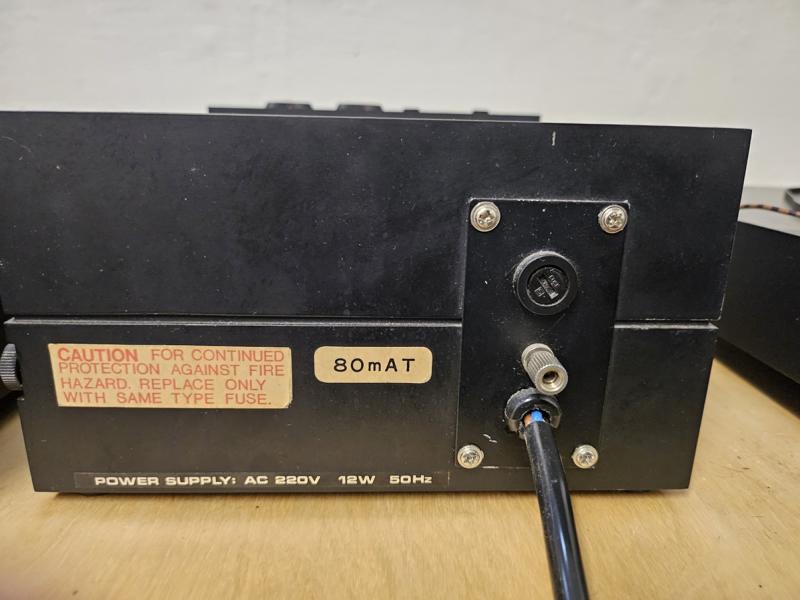 CAUTION FOR CONTINUED
PROTECTION AGAINST FIRE
HAZARD. REPLACE ONLY
WITH SAME TYPE FUSE.
80mAT
POWER SUPPLY: AC 220V 12W 50Hz